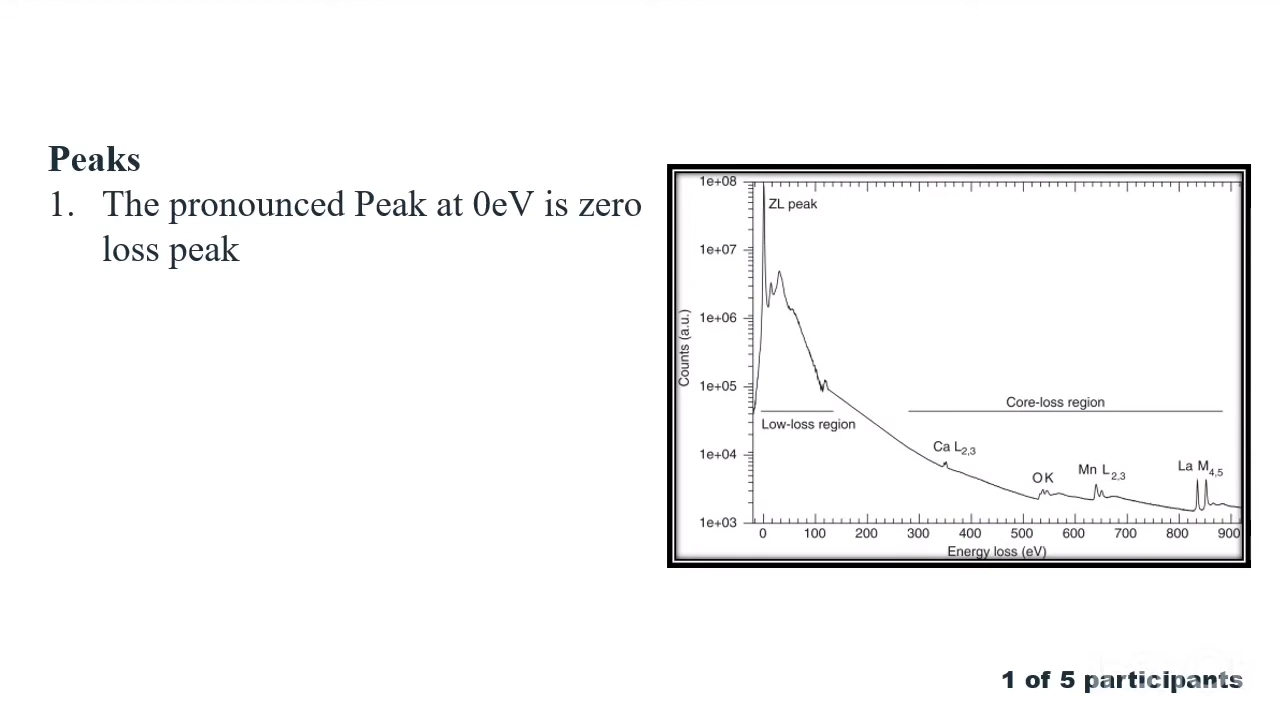 Peaks
1. The pronounced Peak at 0eV is zero
loss peak
1e+08
ZL peak
1e+07
1e+06
Counts (a.u.)
1e+05
Core-loss region
Low-loss region
Ca L2,3
1e+04
O K
Mn L2,3
La M4,5
1e+03
0 100 200 300 400 500 600 700 800 900
Energy loss (eV)
1 of 5 participants